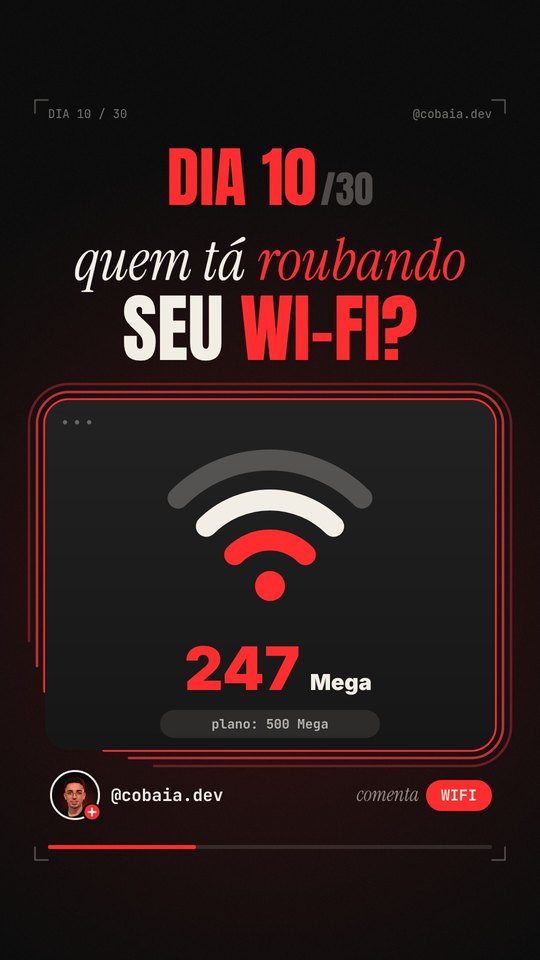 DIA 10 / 30
@cobaia.dev
DIA 10/30
quem tá roubando
SEU WI-FI?
247 Mega
plano: 500 Mega
@cobaia.dev
comenta WIFI